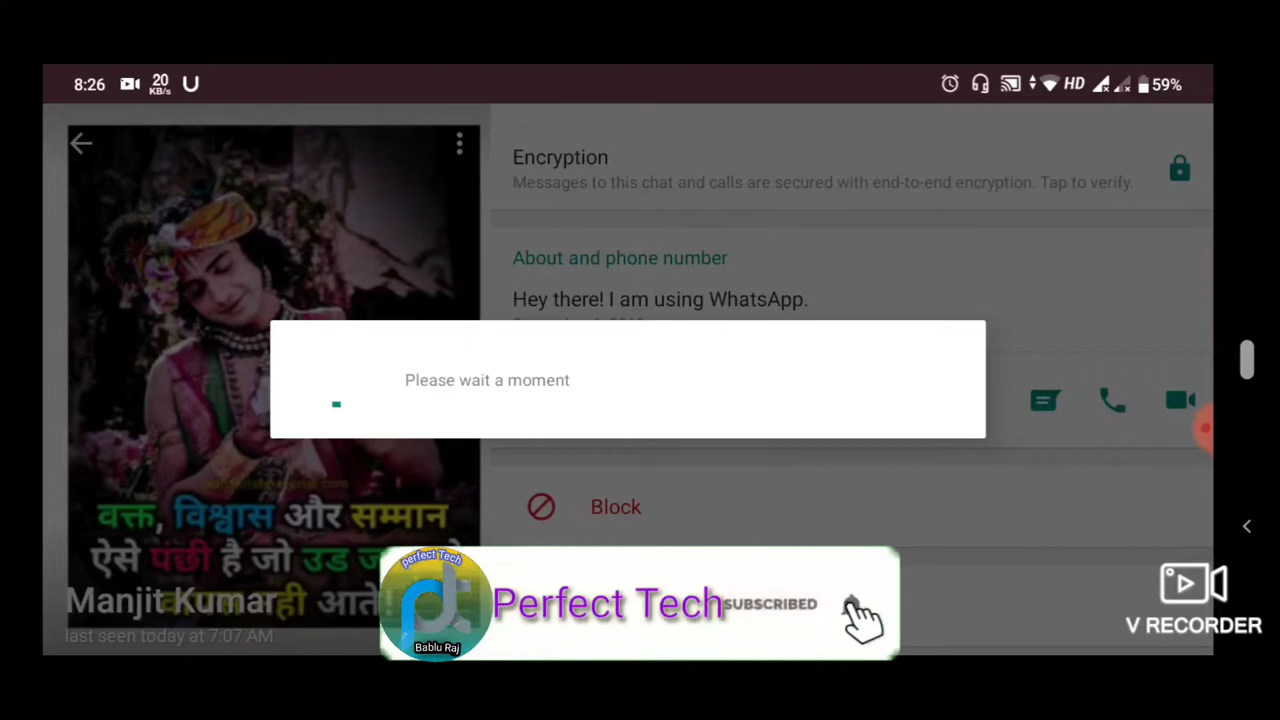 8:26 20 KB/s HD 59%
Encryption
Messages to this chat and calls are secured with end-to-end encryption. Tap to verify.
About and phone number
Hey there! I am using WhatsApp.
Please wait a moment
Block
वक्त, विश्वास और सम्मान
ऐसे पछी है जो उड
आते
Manjit Kumar
last seen today at 7:07 AM
perfect Tech
Bablu Raj
Perfect Tech
SUBSCRIBED
V RECORDER